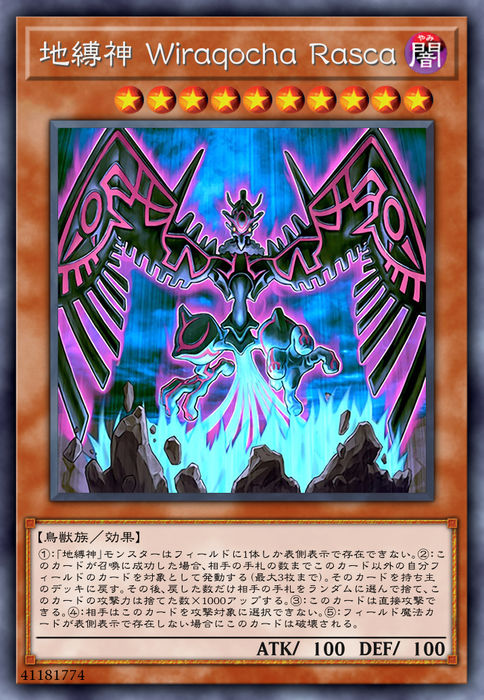 地縛神 Wiraqocha Rasca
やみ
闇
【鳥獣族／効果】
①：「地縛神」モンスターはフィールドに1体しか表側表示で存在できない。②：こ
のカードが召喚に成功した場合、相手の手札の数までこのカード以外の自分フ
ィールドのカードを対象として発動する(最大3枚まで)。そのカードを持ち主
のデッキに戻す。その後、戻した数だけ相手の手札をランダムに選んで捨て、こ
のカードの攻撃力は捨てた数×1000アップする。③：このカードは直接攻撃で
きる。④：相手はこのカードを攻撃対象に選択できない。⑤：フィールド魔法カ
ードが表側表示で存在しない場合にこのカードは破壊される。
ATK/ 100 DEF/ 100
41181774